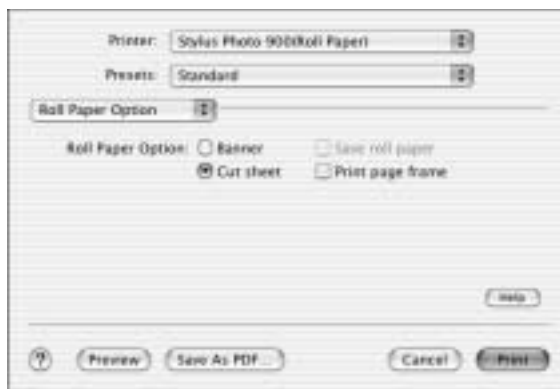 Printer: Stylus Photo 900(Roll Paper)
Presets: Standard
Roll Paper Option
Roll Paper Option: Banner Save roll paper
Cut sheet Print page frame
Help
? Preview Save As PDF... Cancel Print